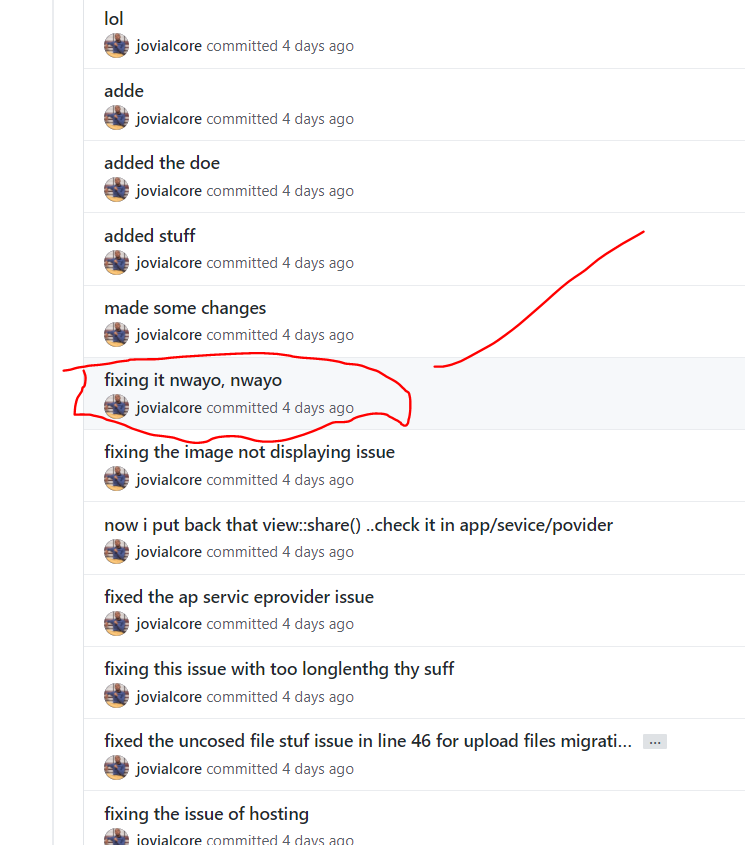 lol
jovialcore committed 4 days ago
adde
jovialcore committed 4 days ago
added the doe
jovialcore committed 4 days ago
added stuff
jovialcore committed 4 days ago
made some changes
jovialcore committed 4 days ago
fixing it nwayo, nwayo
jovialcore committed 4 days ago
fixing the image not displaying issue
jovialcore committed 4 days ago
now i put back that view::share() ..check it in app/sevice/povider
jovialcore committed 4 days ago
fixed the ap servic eprovider issue
jovialcore committed 4 days ago
fixing this issue with too longlenthg thy suff
jovialcore committed 4 days ago
fixed the uncosed file stuf issue in line 46 for upload files migrati... ...
jovialcore committed 4 days ago
fixing the issue of hosting
jovialcore committed 4 days ago